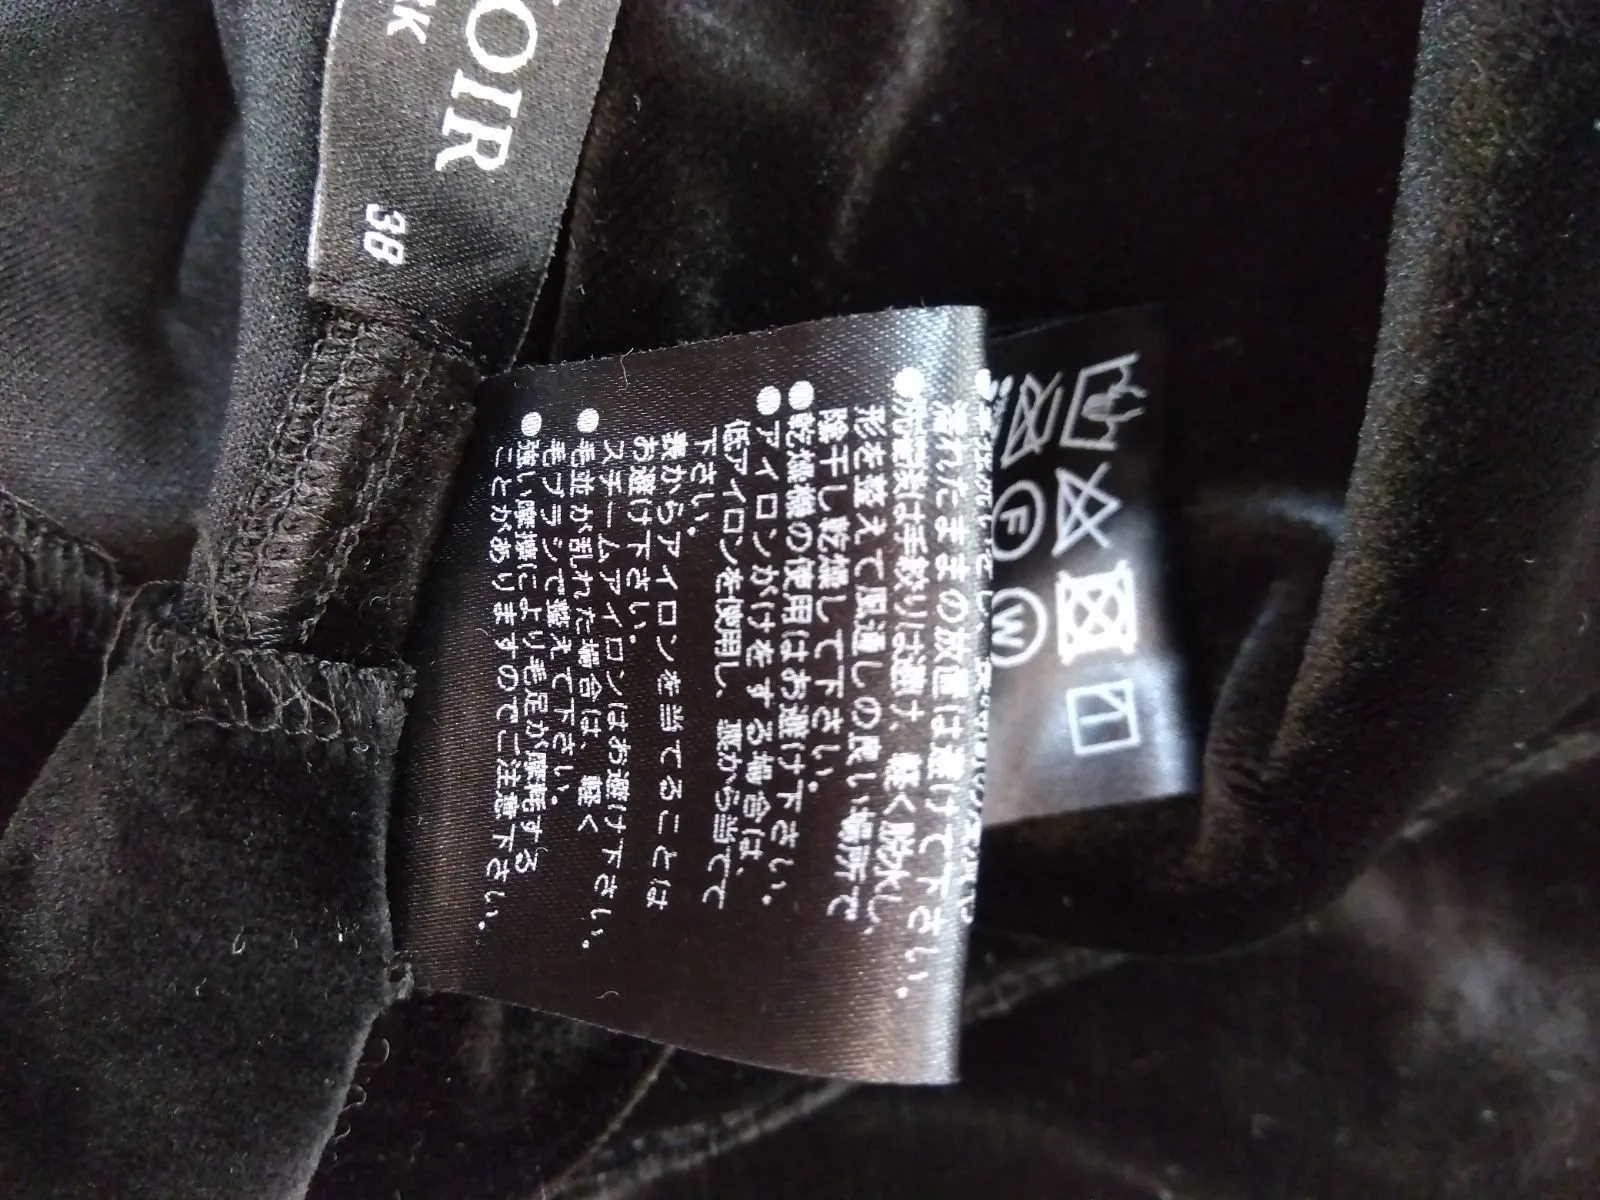 OIR
K
38
F
W
濡れたままの放置は避けて下さい。
形を整えて風通しの良い場所で
陰干し乾燥して下さい。
●乾燥機の使用はお避け下さい。
●アイロンがけをする場合は、
低アイロンを使用し、裏から当てて
下さい。
表からアイロンを当てることは
お避け下さい。
スチームアイロンはお避け下さい。
●毛並が乱れた場合は、軽く
毛ブラシで整えて下さい。
●強い摩擦により毛足が摩耗する
ことがありますのでご注意下さい。